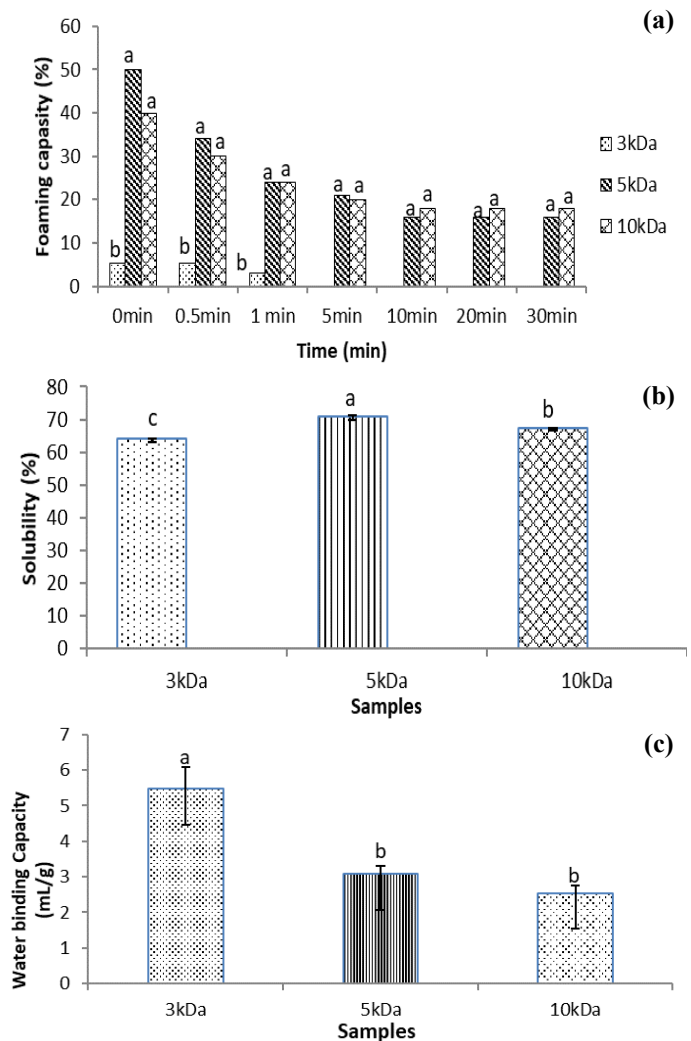 (a)
Foaming capasity (%)
60
50
40
30
20
10
0
b a a
b a a
b a a
a a
a a
a a
a a
0min 0.5min 1 min 5min 10min 20min 30min
Time (min)
3kDa
5kDa
10kDa
(b)
Solubility (%)
80
70
60
50
40
30
20
10
0
c a b
3kDa 5kDa 10kDa
Samples
(c)
Water binding Capacity
(mL/g)
7
6
5
4
3
2
1
0
a b b
3kDa 5kDa 10kDa
Samples